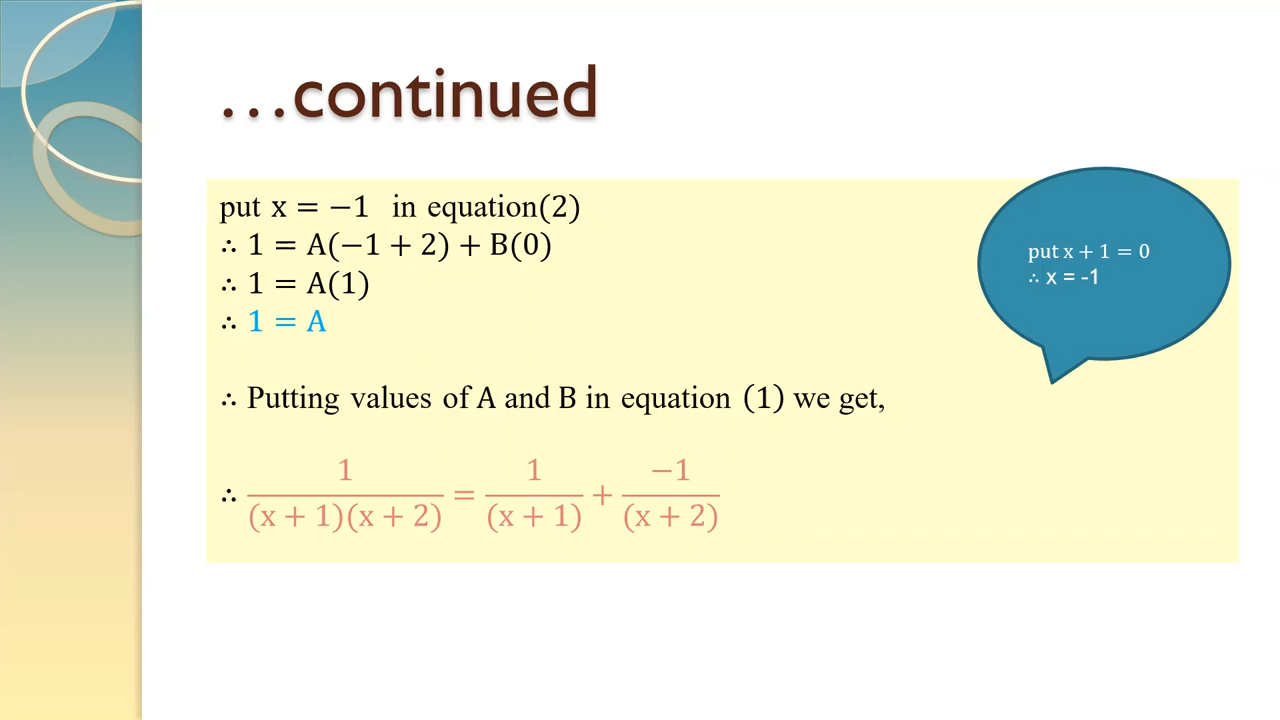 ...continued
put x = −1 in equation(2)
∴ 1 = A(−1 + 2) + B(0)
∴ 1 = A(1)
∴ 1 = A
put x + 1 = 0
∴ x = -1
∴ Putting values of A and B in equation (1) we get,
∴ 1/((x + 1)(x + 2)) = 1/((x + 1)) + −1/((x + 2))